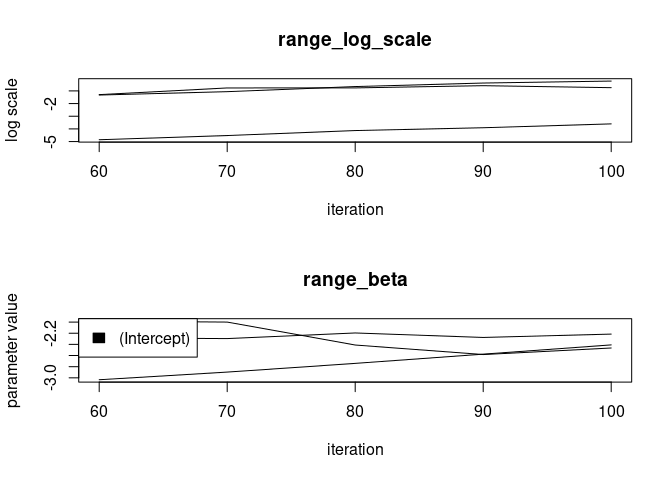 range_log_scale
log scale
-2
-5
60 70 80 90 100
iteration
range_beta
parameter value
-2.2
-3.0
(Intercept)
60 70 80 90 100
iteration